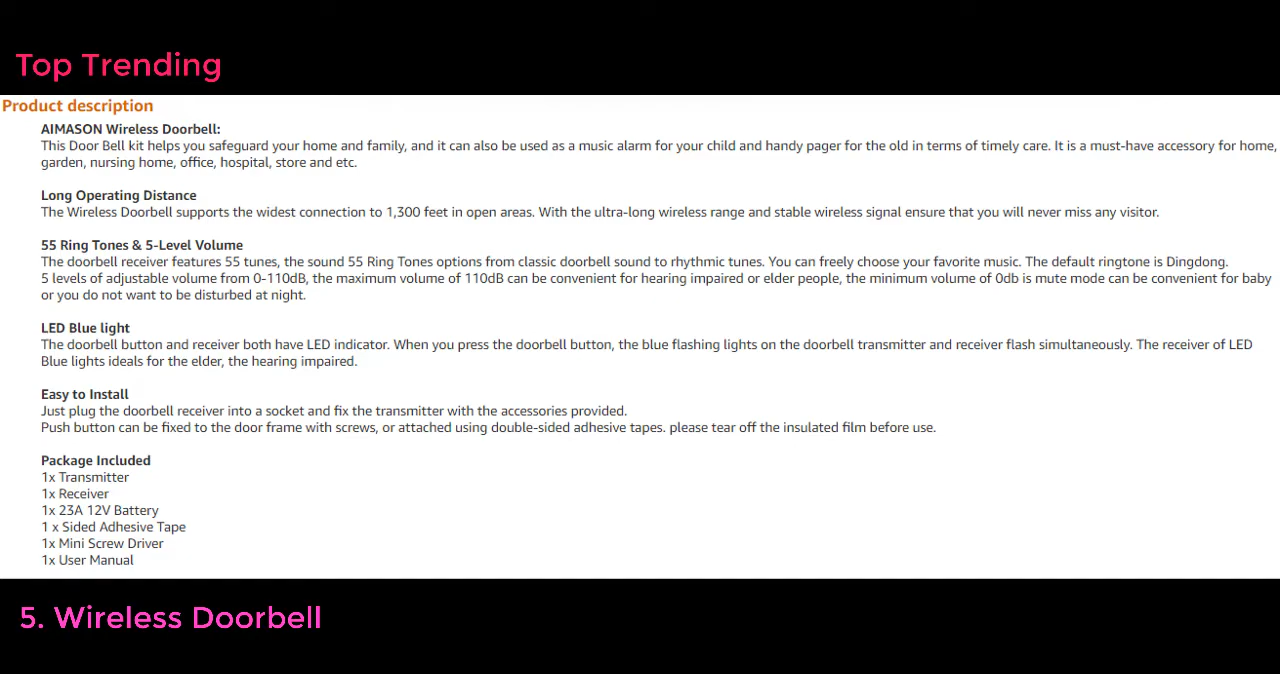 Top Trending
Product description
AIMASON Wireless Doorbell:
This Door Bell kit helps you safeguard your home and family, and it can also be used as a music alarm for your child and handy pager for the old in terms of timely care. It is a must-have accessory for home,
garden, nursing home, office, hospital, store and etc.
Long Operating Distance
The Wireless Doorbell supports the widest connection to 1,300 feet in open areas. With the ultra-long wireless range and stable wireless signal ensure that you will never miss any visitor.
55 Ring Tones & 5-Level Volume
The doorbell receiver features 55 tunes, the sound 55 Ring Tones options from classic doorbell sound to rhythmic tunes. You can freely choose your favorite music. The default ringtone is Dingdong.
5 levels of adjustable volume from 0-110dB, the maximum volume of 110dB can be convenient for hearing impaired or elder people, the minimum volume of 0db is mute mode can be convenient for baby
or you do not want to be disturbed at night.
LED Blue light
The doorbell button and receiver both have LED indicator. When you press the doorbell button, the blue flashing lights on the doorbell transmitter and receiver flash simultaneously. The receiver of LED
Blue lights ideals for the elder, the hearing impaired.
Easy to Install
Just plug the doorbell receiver into a socket and fix the transmitter with the accessories provided.
Push button can be fixed to the door frame with screws, or attached using double-sided adhesive tapes. please tear off the insulated film before use.
Package Included
1x Transmitter
1x Receiver
1x 23A 12V Battery
1 x Sided Adhesive Tape
1x Mini Screw Driver
1x User Manual
5. Wireless Doorbell